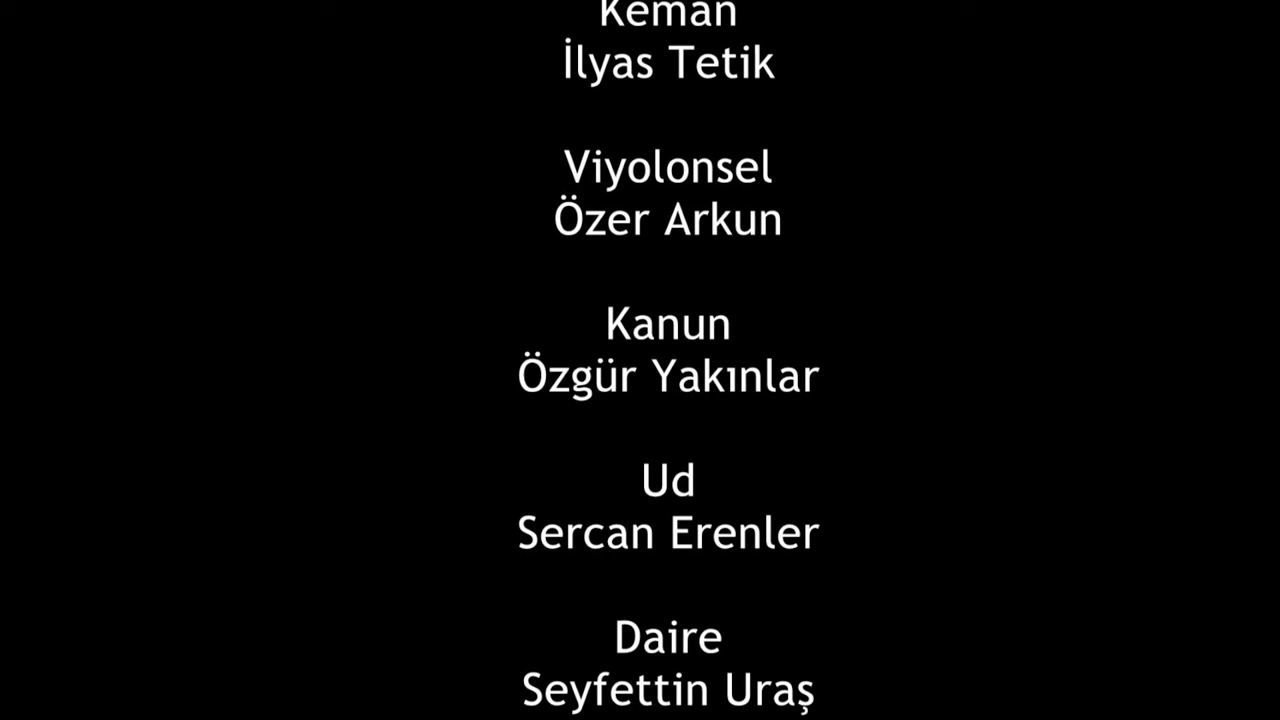 Keman
İlyas Tetik
Viyolonsel
Özer Arkun
Kanun
Özgür Yakınlar
Ud
Sercan Erenler
Daire
Seyfettin Uraş